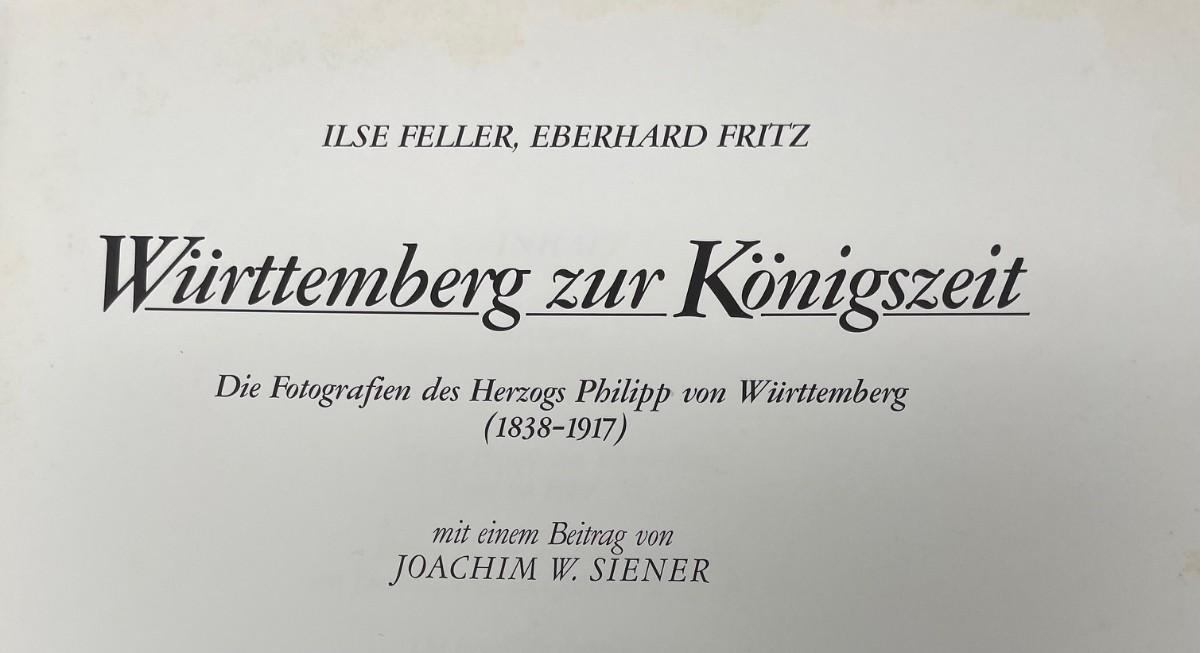 ILSE FELLER, EBERHARD FRITZ
Württemberg zur Königszeit
Die Fotografien des Herzogs Philipp von Württemberg
(1838–1917)
mit einem Beitrag von
JOACHIM W. SIENER